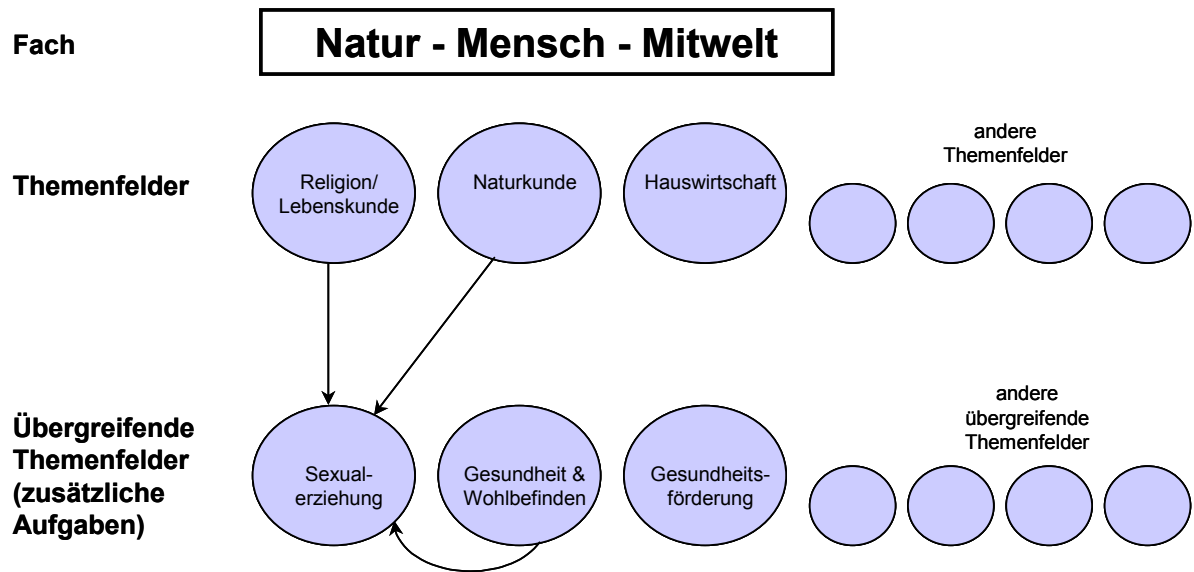 Fach
Natur - Mensch - Mitwelt
andere
Themenfelder
Themenfelder
Religion/
Lebenskunde
Naturkunde
Hauswirtschaft
andere
übergreifende
Themenfelder
Übergreifende
Themenfelder
(zusätzliche
Aufgaben)
Sexual-
erziehung
Gesundheit &
Wohlbefinden
Gesundheits-
förderung